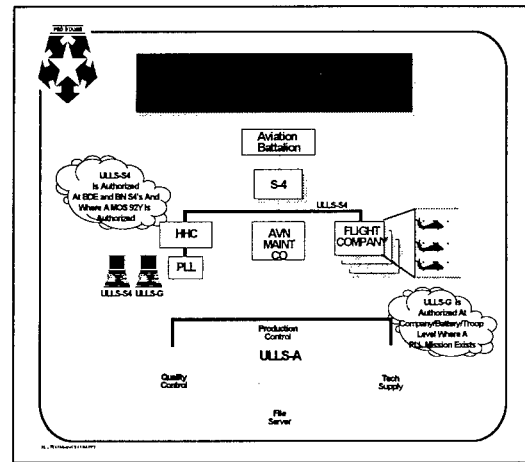 Aviation
Battalion
S-4
ULLS-S4
Is Authorized
At BDE and BN S4's And
Where A MOS 92Y Is
Authorized
ULLS-S4
HHC
AVN
MAINT
CO
FLIGHT
COMPANY
PLL
ULLS-S4 ULLS-G
ULLS-G Is
Authorized At
Company/Battery/Troop
Level Where A
PLL Mission Exists
Production
Control
ULLS-A
Quality
Control
Tech
Supply
File
Server